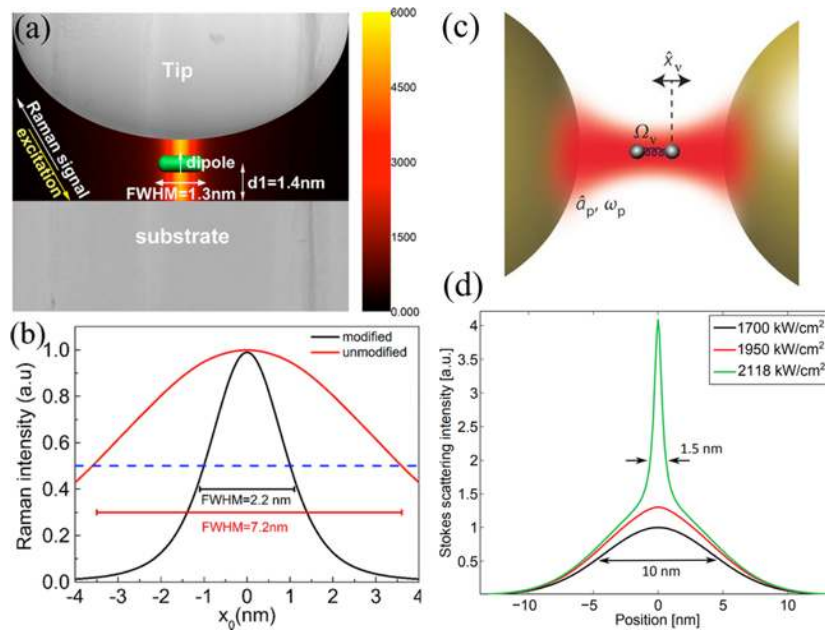 (a)
Tip
Raman signal
excitation
dipole
FWHM=1.3nm
d1=1.4nm
substrate
6000
4500
3000
1500
0.000
(c)
x̂ᵥ
Ωᵥ
âₚ, ωₚ
(b)
modified
unmodified
Raman intensity (a.u)
1.0
0.8
0.6
0.4
0.2
0.0
FWHM=2.2 nm
FWHM=7.2nm
-4 -3 -2 -1 0 1 2 3 4
x₀(nm)
(d)
Stokes scattering intensity [a.u.]
4
3.5
3
2.5
2
1.5
1
0.5
1700 kW/cm²
1950 kW/cm²
2118 kW/cm²
1.5 nm
10 nm
−10 −5 0 5 10
Position [nm]